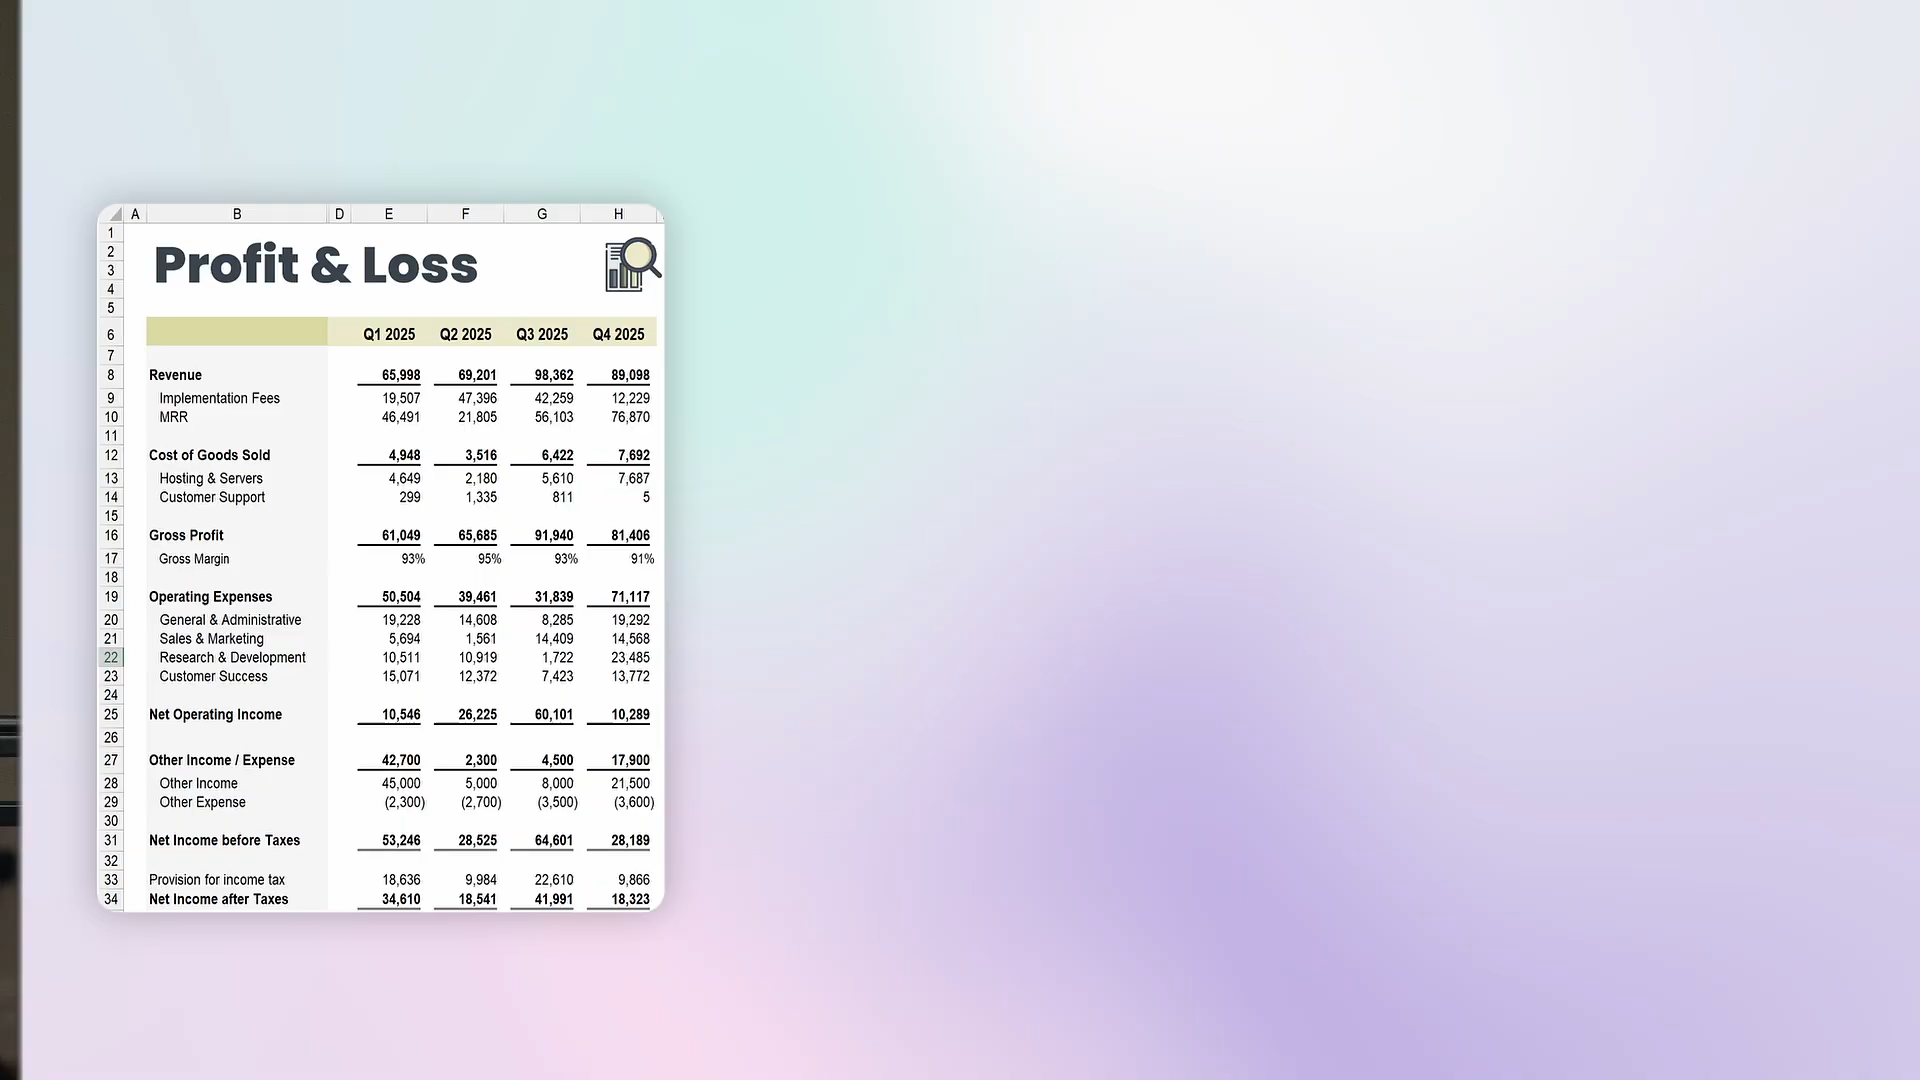 A B D E F G H
1
2 Profit & Loss
3
4
5
6 Q1 2025 Q2 2025 Q3 2025 Q4 2025
7
8 Revenue 65,998 69,201 98,362 89,098
9 Implementation Fees 19,507 47,396 42,259 12,229
10 MRR 46,491 21,805 56,103 76,870
11
12 Cost of Goods Sold 4,948 3,516 6,422 7,692
13 Hosting & Servers 4,649 2,180 5,610 7,687
14 Customer Support 299 1,335 811 5
15
16 Gross Profit 61,049 65,685 91,940 81,406
17 Gross Margin 93% 95% 93% 91%
18
19 Operating Expenses 50,504 39,461 31,839 71,117
20 General & Administrative 19,228 14,608 8,285 19,292
21 Sales & Marketing 5,694 1,561 14,409 14,568
22 Research & Development 10,511 10,919 1,722 23,485
23 Customer Success 15,071 12,372 7,423 13,772
24
25 Net Operating Income 10,546 26,225 60,101 10,289
26
27 Other Income / Expense 42,700 2,300 4,500 17,900
28 Other Income 45,000 5,000 8,000 21,500
29 Other Expense (2,300) (2,700) (3,500) (3,600)
30
31 Net Income before Taxes 53,246 28,525 64,601 28,189
32
33 Provision for income tax 18,636 9,984 22,610 9,866
34 Net Income after Taxes 34,610 18,541 41,991 18,323